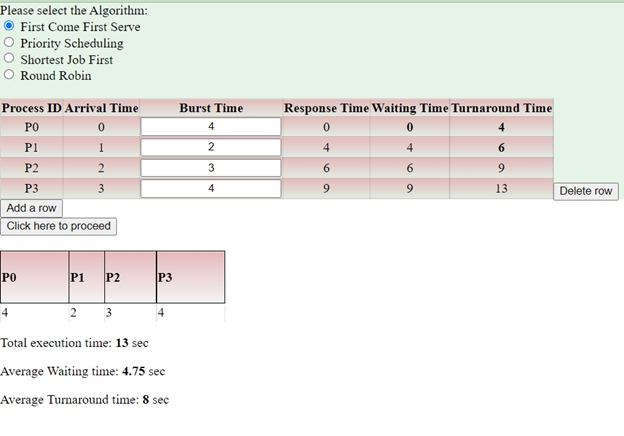 Please select the Algorithm:
First Come First Serve
Priority Scheduling
Shortest Job First
Round Robin
Process ID Arrival Time Burst Time Response Time Waiting Time Turnaround Time
P0 0 4 0 0 4
P1 1 2 4 4 6
P2 2 3 6 6 9
P3 3 4 9 9 13 Delete row
Add a row
Click here to proceed
P0 P1 P2 P3
4 2 3 4
Total execution time: 13 sec
Average Waiting time: 4.75 sec
Average Turnaround time: 8 sec